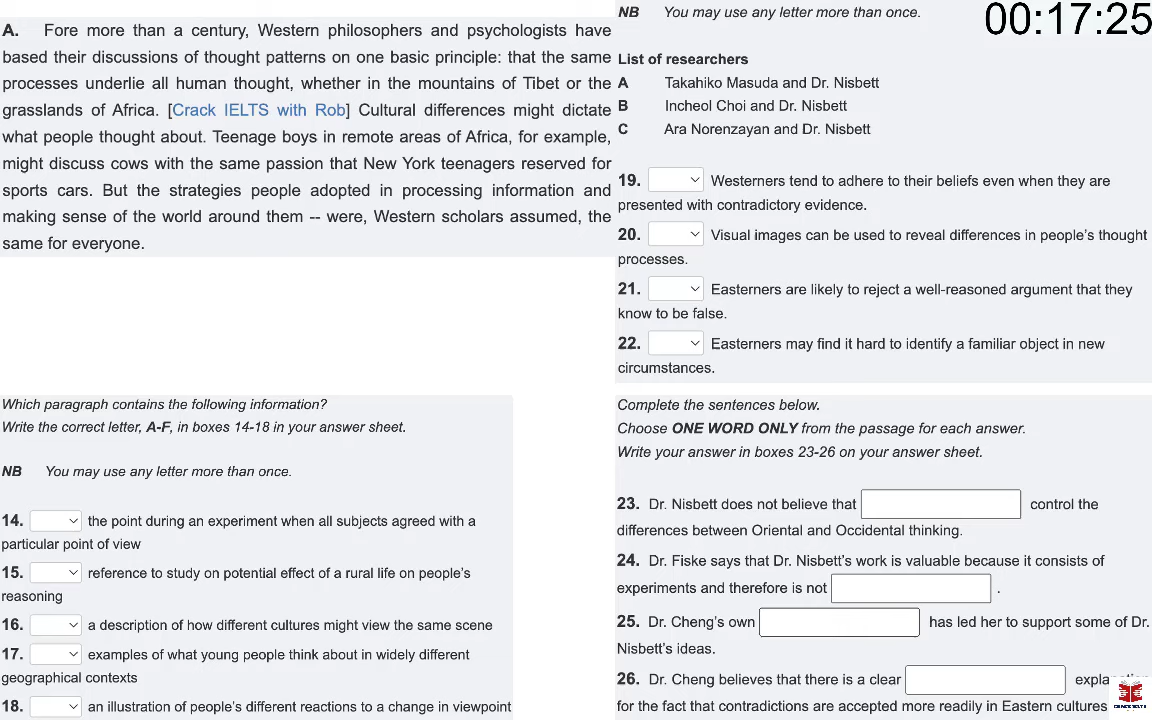 A. Fore more than a century, Western philosophers and psychologists have
based their discussions of thought patterns on one basic principle: that the same
processes underlie all human thought, whether in the mountains of Tibet or the
grasslands of Africa. [Crack IELTS with Rob] Cultural differences might dictate
what people thought about. Teenage boys in remote areas of Africa, for example,
might discuss cows with the same passion that New York teenagers reserved for
sports cars. But the strategies people adopted in processing information and
making sense of the world around them -- were, Western scholars assumed, the
same for everyone.
NB You may use any letter more than once.
00:17:25
List of researchers
A Takahiko Masuda and Dr. Nisbett
B Incheol Choi and Dr. Nisbett
C Ara Norenzayan and Dr. Nisbett
19. Westerners tend to adhere to their beliefs even when they are
presented with contradictory evidence.
20. Visual images can be used to reveal differences in people's thought
processes.
21. Easterners are likely to reject a well-reasoned argument that they
know to be false.
22. Easterners may find it hard to identify a familiar object in new
circumstances.
Which paragraph contains the following information?
Write the correct letter, A-F, in boxes 14-18 in your answer sheet.
NB You may use any letter more than once.
14. the point during an experiment when all subjects agreed with a
particular point of view
15. reference to study on potential effect of a rural life on people's
reasoning
16. a description of how different cultures might view the same scene
17. examples of what young people think about in widely different
geographical contexts
18. an illustration of people's different reactions to a change in viewpoint
Complete the sentences below.
Choose ONE WORD ONLY from the passage for each answer.
Write your answer in boxes 23-26 on your answer sheet.
23. Dr. Nisbett does not believe that control the
differences between Oriental and Occidental thinking.
24. Dr. Fiske says that Dr. Nisbett's work is valuable because it consists of
experiments and therefore is not .
25. Dr. Cheng's own has led her to support some of Dr.
Nisbett's ideas.
26. Dr. Cheng believes that there is a clear
for the fact that contradictions are accepted more readily in Eastern cultures